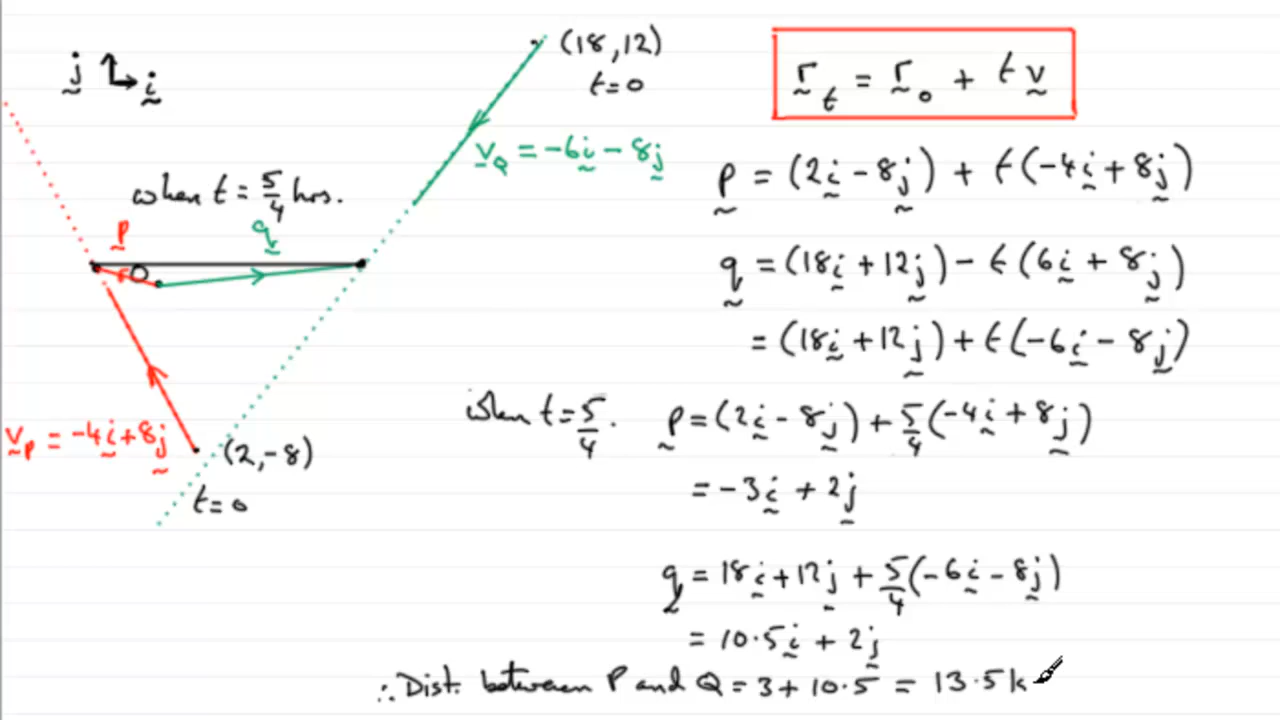 j
i
(18,12)
t=0
v_Q = -6i - 8j
when t = 5/4 hrs.
p
q
O
v_P = -4i+8j
(2,-8)
t=0
r_t = r_0 + t v
p = (2i - 8j) + t(-4i + 8j)
q = (18i + 12j) - t(6i + 8j)
= (18i + 12j) + t(-6i - 8j)
when t = 5/4. p = (2i - 8j) + 5/4(-4i + 8j)
= -3i + 2j
q = 18i + 12j + 5/4(-6i - 8j)
= 10.5i + 2j
∴ Dist. between P and Q = 3 + 10.5 = 13.5 k